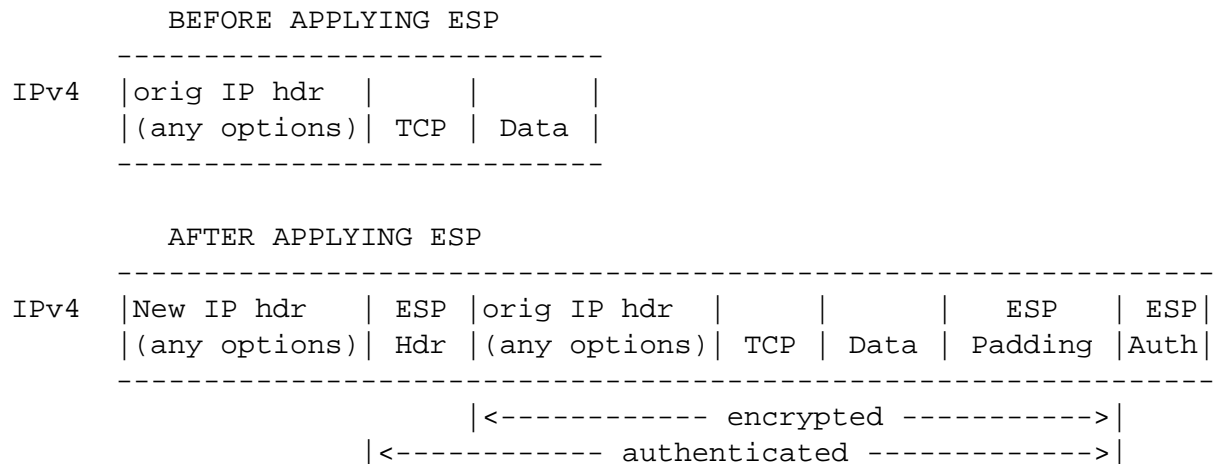 BEFORE APPLYING ESP
-----------------------------
IPv4 |orig IP hdr | | |
|(any options)| TCP | Data |
-----------------------------
AFTER APPLYING ESP
---------------------------------------------------------------
IPv4 |New IP hdr | ESP |orig IP hdr | | | ESP | ESP|
|(any options)| Hdr |(any options)| TCP | Data | Padding |Auth|
---------------------------------------------------------------
|<------------ encrypted ----------->|
|<------------ authenticated ------------->|